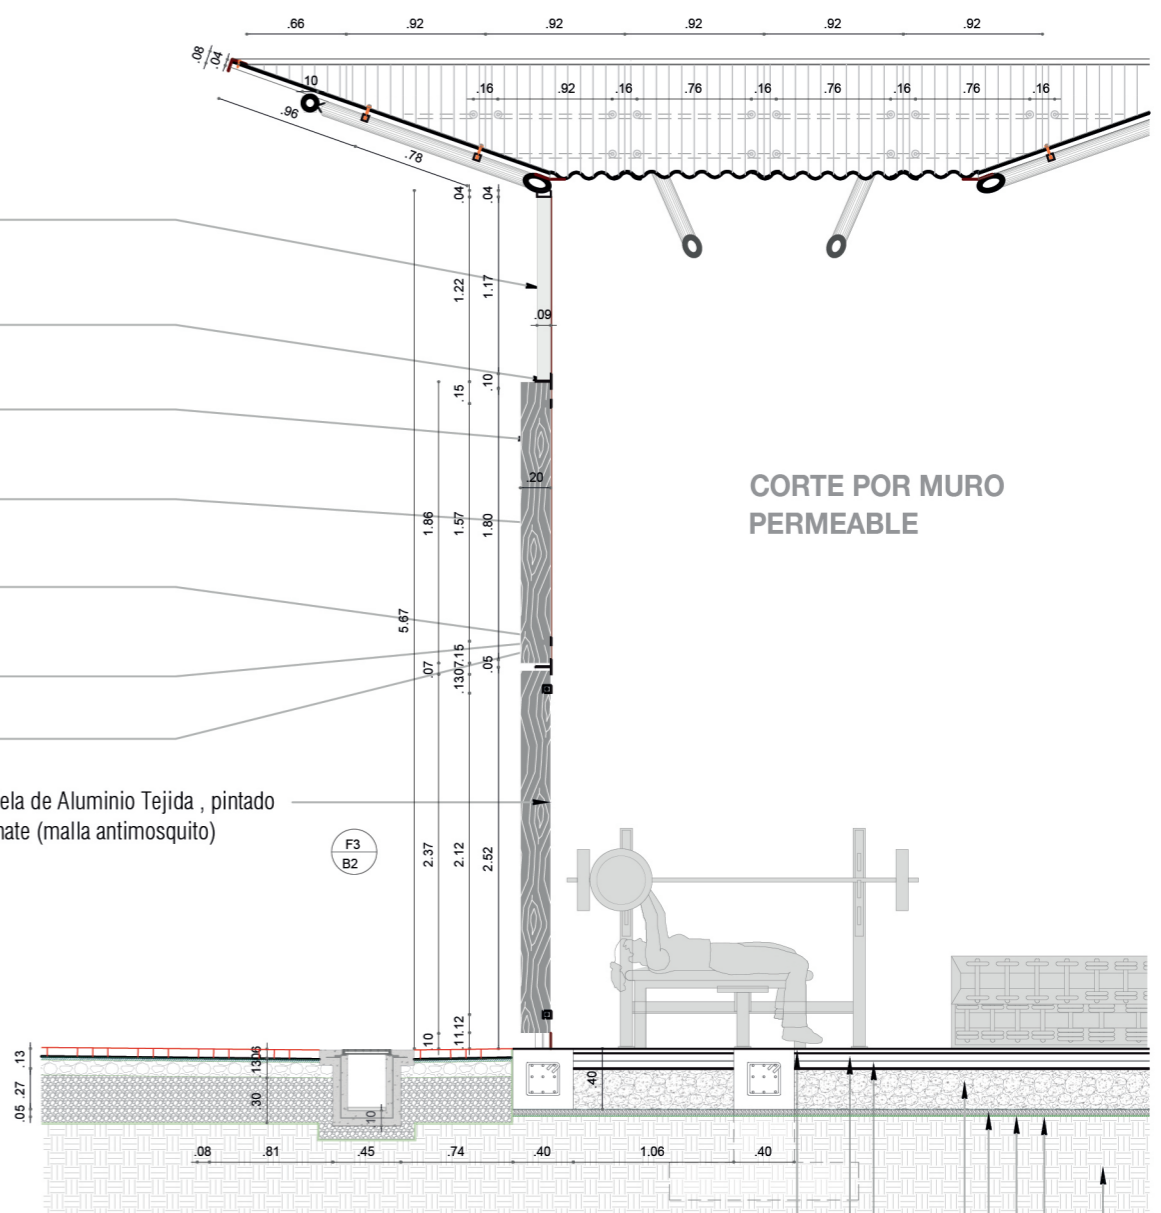 .66 .92 .92 .92 .92 .92
.08
.04
.10
.16 .92 .16 .76 .16 .76 .16 .76 .16
.96
.78
.04 .04
1.22 1.17
.09
.15 .10
.20
CORTE POR MURO
PERMEABLE
1.86 1.57 1.80
5.67
.07 .1307.15 .05
ela de Aluminio Tejida , pintado
nate (malla antimosquito)
F3
B2
2.37 2.12 2.52
10 11.12
.13 .1306
.27 .30 10 .40
.05
.08 .81 .45 .74 .40 1.06 .40